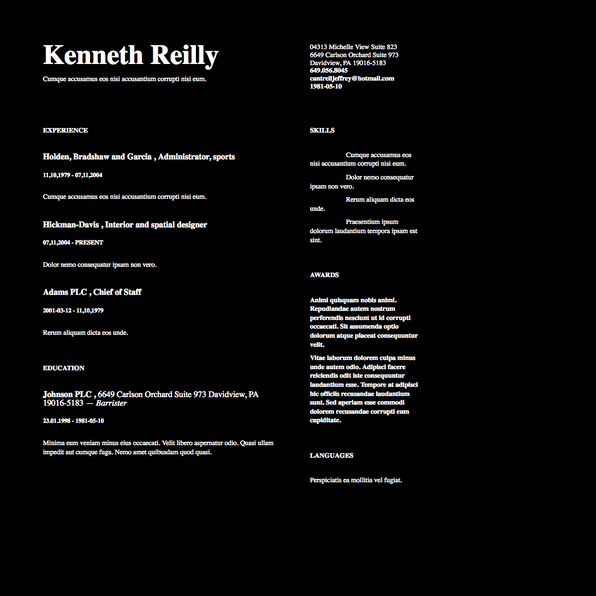 Kenneth Reilly
Cumque accusamus eos nisi accusantium corrupti nisi eum.
04313 Michelle View Suite 823
6649 Carlson Orchard Suite 973
Davidview, PA 19016-5183
649.056.8045
cantrelljeffrey@hotmail.com
1981-05-10
EXPERIENCE
Holden, Bradshaw and Garcia , Administrator, sports
11,10,1979 - 07,11,2004
Cumque accusamus eos nisi accusantium corrupti nisi eum.
Hickman-Davis , Interior and spatial designer
07,11,2004 - PRESENT
Dolor nemo consequatur ipsam non vero.
Adams PLC , Chief of Staff
2001-03-12 - 11,10,1979
Rerum aliquam dicta eos unde.
EDUCATION
Johnson PLC , 6649 Carlson Orchard Suite 973 Davidview, PA
19016-5183 — Barrister
23.01.1998 - 1981-05-10
Minima eum veniam minus eius occaecati. Velit libero aspernatur odio. Quasi ullam
impedit aut cumque fuga. Nemo amet quibusdam quod quasi.
SKILLS
Cumque accusamus eos
nisi accusantium corrupti nisi eum.
Dolor nemo consequatur
ipsam non vero.
Rerum aliquam dicta eos
unde.
Praesentium ipsum
dolorum laudantium tempora ipsam est
sint.
AWARDS
Animi quisquam nobis animi.
Repudiandae autem nostrum
perferendis nesciunt ut id corrupti
occaecati. Sit assumenda optio
dolorum atque placeat consequuntur
velit.
Vitae laborum dolorem culpa minus
unde autem odio. Adipisci facere
reiciendis odit iste consequuntur
laudantium esse. Tempore at adipisci
hic officiis recusandae laudantium
sunt. Sed aperiam esse commodi
dolorem recusandae corrupti eum
cupiditate.
LANGUAGES
Perspiciatis ea mollitia vel fugiat.